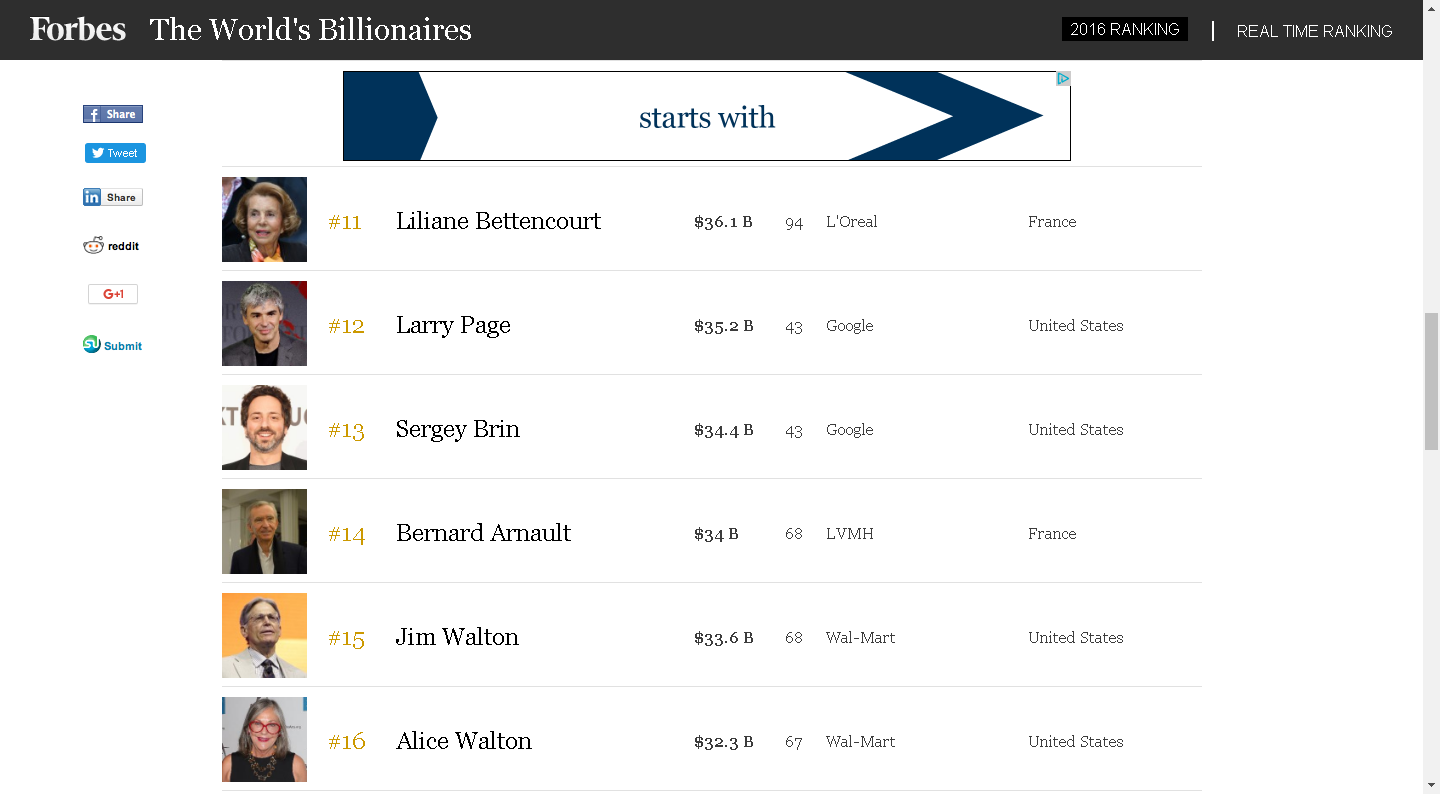 Forbes The World's Billionaires 2016 RANKING | REAL TIME RANKING
starts with
f Share
Tweet
in Share
reddit
G+1
Submit
#11 Liliane Bettencourt $36.1 B 94 L'Oreal France
#12 Larry Page $35.2 B 43 Google United States
#13 Sergey Brin $34.4 B 43 Google United States
#14 Bernard Arnault $34 B 68 LVMH France
#15 Jim Walton $33.6 B 68 Wal-Mart United States
#16 Alice Walton $32.3 B 67 Wal-Mart United States